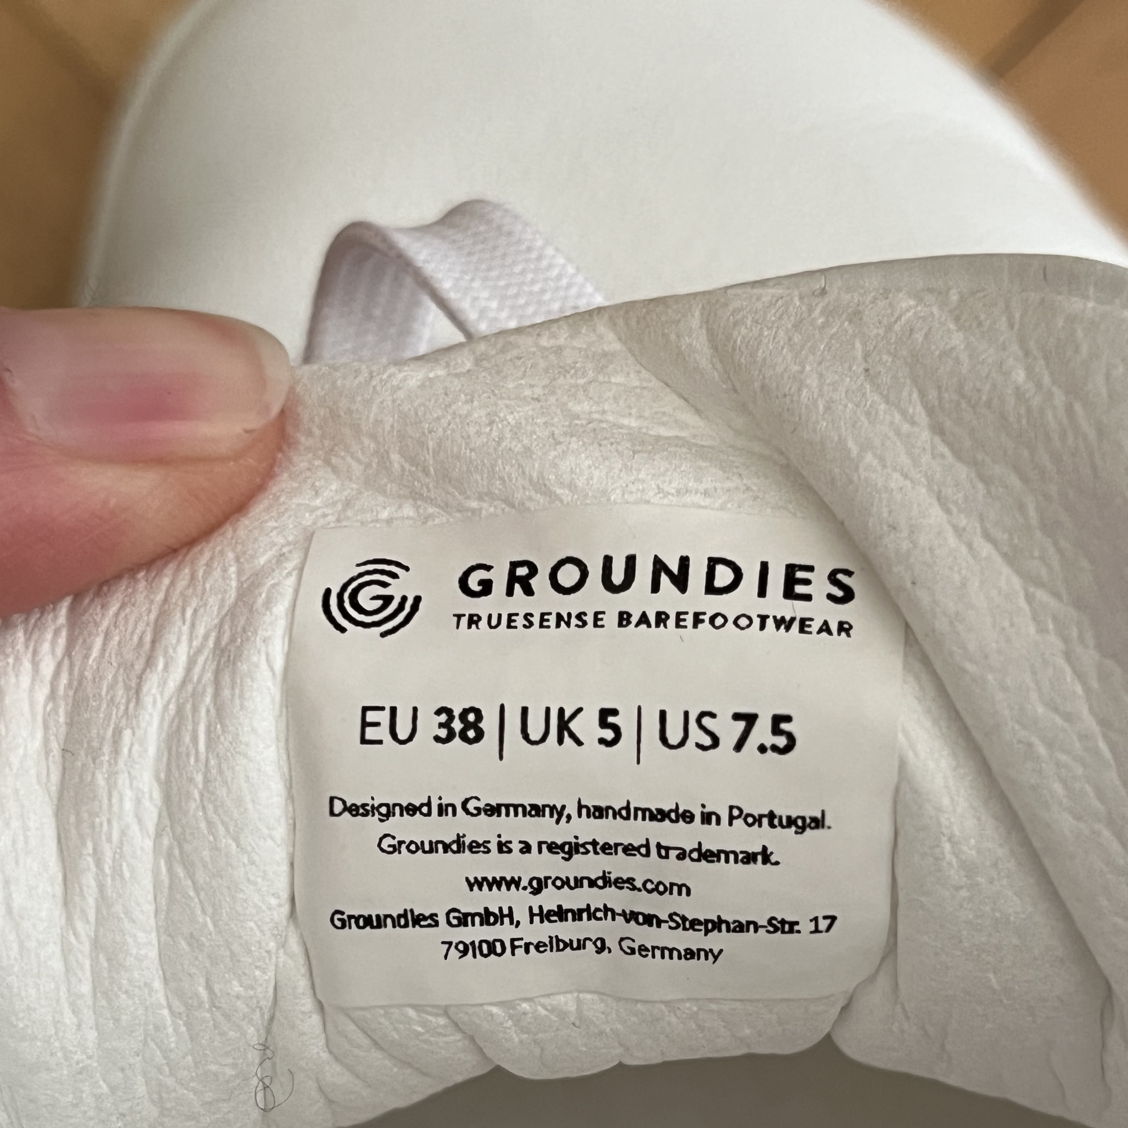 G GROUNDIES
TRUESENSE BAREFOOTWEAR
EU 38 | UK 5 | US 7.5
Designed in Germany, handmade in Portugal.
Groundies is a registered trademark.
www.groundies.com
Groundies GmbH, Heinrich-von-Stephan-Str. 17
79100 Freiburg, Germany